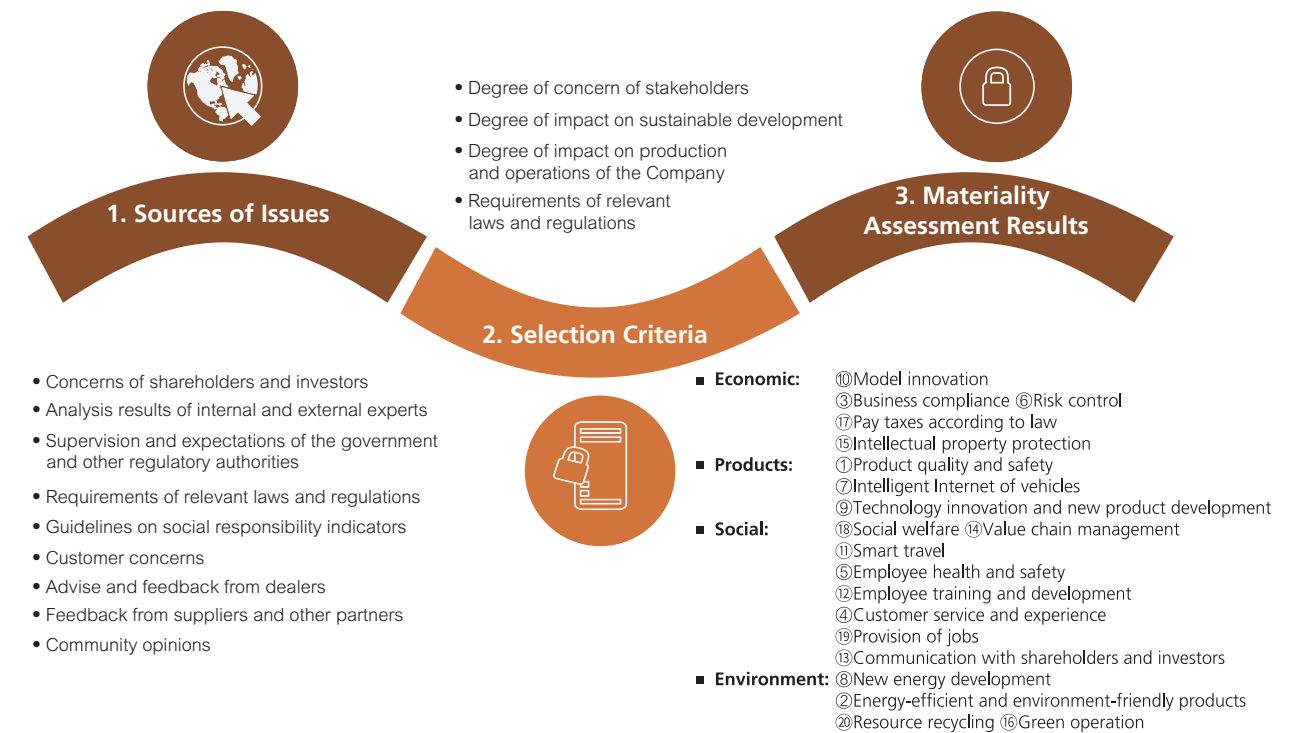 1. Sources of Issues
• Concerns of shareholders and investors
• Analysis results of internal and external experts
• Supervision and expectations of the government
and other regulatory authorities
• Requirements of relevant laws and regulations
• Guidelines on social responsibility indicators
• Customer concerns
• Advise and feedback from dealers
• Feedback from suppliers and other partners
• Community opinions
• Degree of concern of stakeholders
• Degree of impact on sustainable development
• Degree of impact on production
and operations of the Company
• Requirements of relevant
laws and regulations
2. Selection Criteria
3. Materiality
Assessment Results
■ Economic: ⑩Model innovation
③Business compliance ⑥Risk control
⑰Pay taxes according to law
⑮Intellectual property protection
■ Products: ①Product quality and safety
⑦Intelligent Internet of vehicles
⑨Technology innovation and new product development
■ Social: ⑱Social welfare ⑭Value chain management
⑪Smart travel
⑤Employee health and safety
⑫Employee training and development
④Customer service and experience
⑲Provision of jobs
⑬Communication with shareholders and investors
■ Environment: ⑧New energy development
②Energy-efficient and environment-friendly products
⑳Resource recycling ⑯Green operation